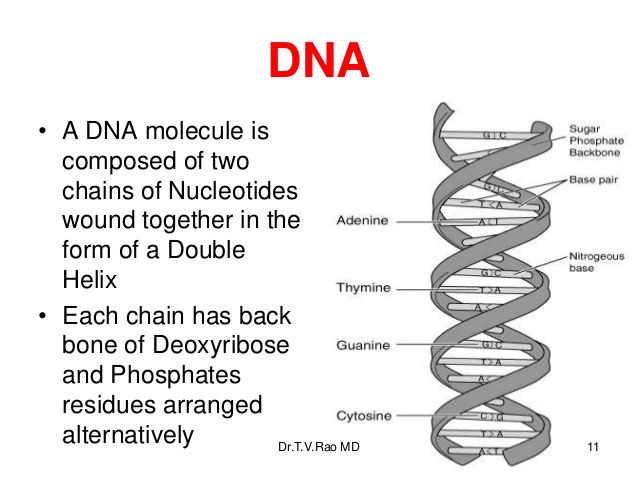 DNA
• A DNA molecule is
composed of two
chains of Nucleotides
wound together in the
form of a Double
Helix
• Each chain has back
bone of Deoxyribose
and Phosphates
residues arranged
alternatively
Sugar
Phosphate
Backbone
Base pair
Adenine
Nitrogeous
base
Thymine
Guanine
Cytosine
G C
G C
T A
A T
G C
T A
A
G C
T A
A
C G
T A
A T
Dr.T.V.Rao MD
11